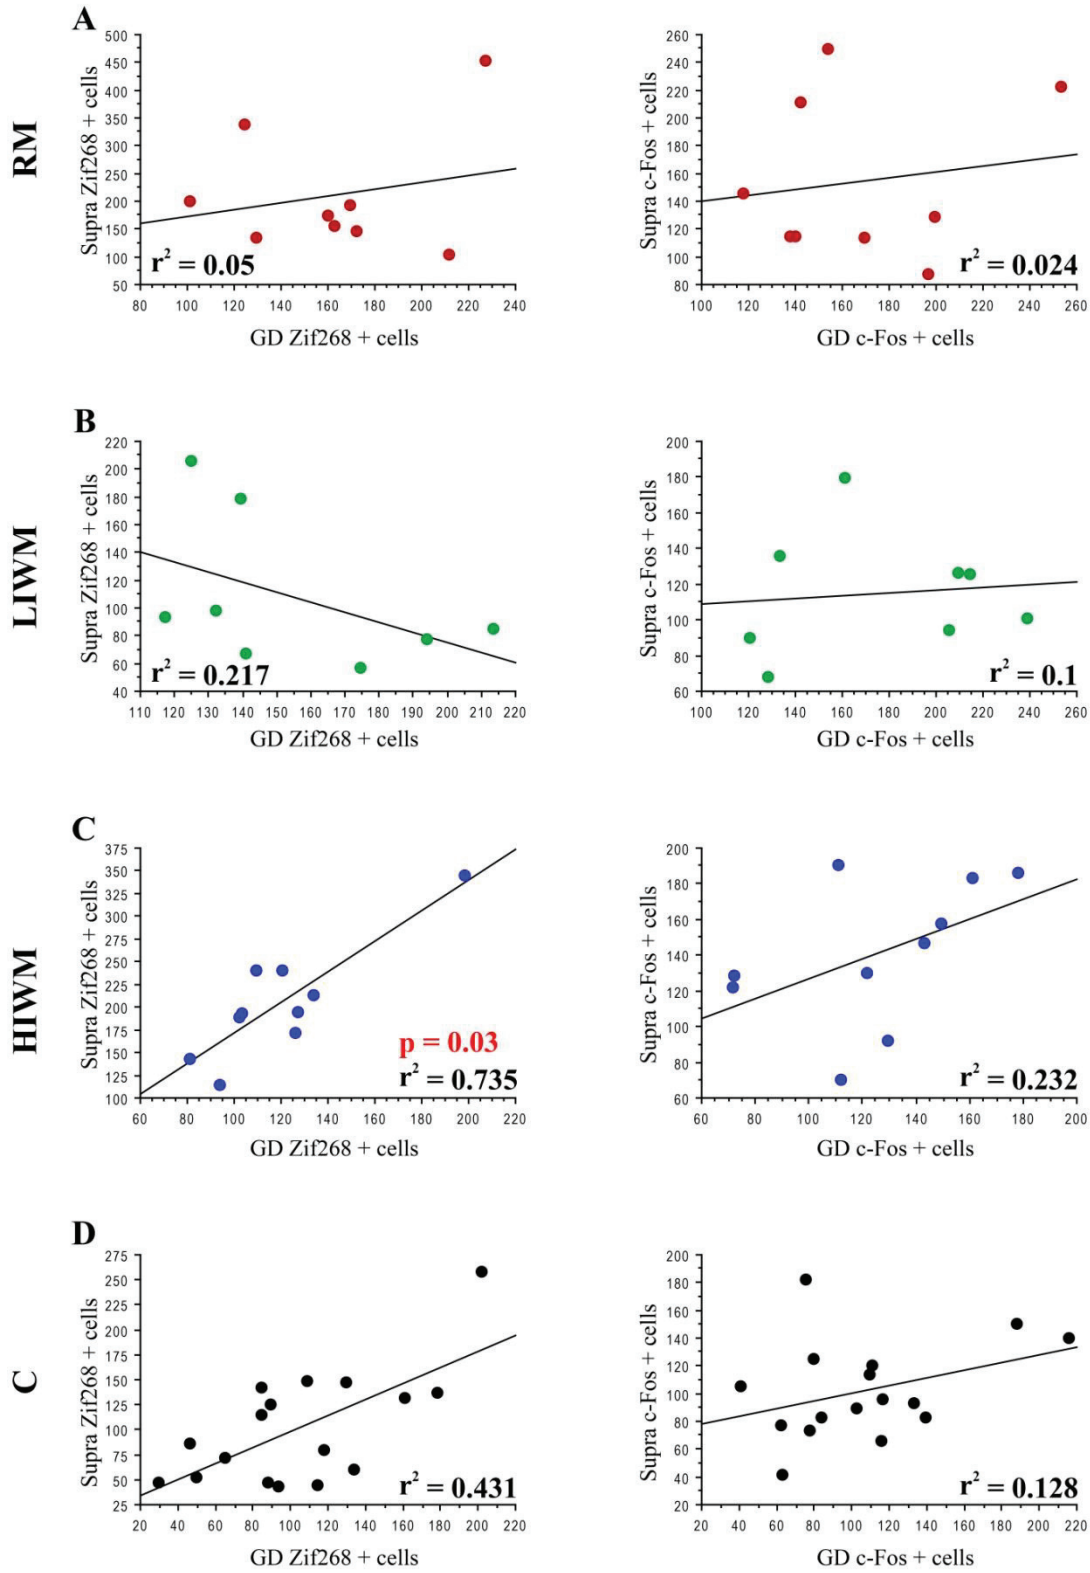 A
RM
Supra Zif268 + cells
500
450
400
350
300
250
200
150
100
50
r² = 0.05
80 100 120 140 160 180 200 220 240
GD Zif268 + cells
Supra c-Fos + cells
260
240
220
200
180
160
140
120
100
80
r² = 0.024
100 120 140 160 180 200 220 240 260
GD c-Fos + cells
B
LIWM
Supra Zif268 + cells
220
200
180
160
140
120
100
80
60
40
r² = 0.217
110 120 130 140 150 160 170 180 190 200 210 220
GD Zif268 + cells
Supra c-Fos + cells
200
180
160
140
120
100
80
60
r² = 0.1
100 120 140 160 180 200 220 240 260
GD c-Fos + cells
C
HIWM
Supra Zif268 + cells
375
350
325
300
275
250
225
200
175
150
125
100
p = 0.03
r² = 0.735
60 80 100 120 140 160 180 200 220
GD Zif268 + cells
Supra c-Fos + cells
200
180
160
140
120
100
80
60
r² = 0.232
60 80 100 120 140 160 180 200
GD c-Fos + cells
D
C
Supra Zif268 + cells
275
250
225
200
175
150
125
100
75
50
25
r² = 0.431
20 40 60 80 100 120 140 160 180 200 220
GD Zif268 + cells
Supra c-Fos + cells
200
180
160
140
120
100
80
60
40
20
r² = 0.128
20 40 60 80 100 120 140 160 180 200 220
GD c-Fos + cells